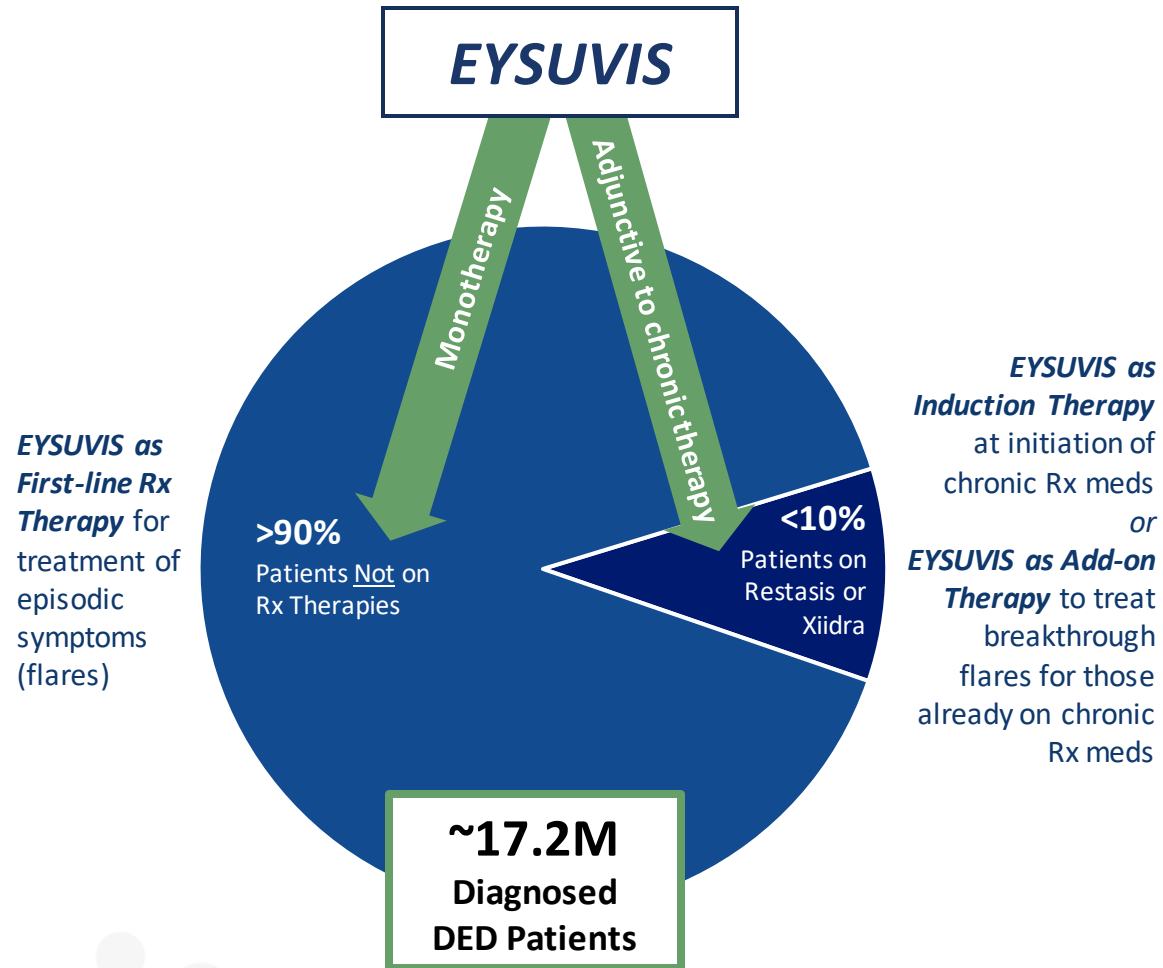 EYSUVIS
Monotherapy
Adjunctive to chronic therapy
EYSUVIS as
First-line Rx
Therapy for
treatment of
episodic
symptoms
(flares)
>90%
Patients Not on
Rx Therapies
<10%
Patients on
Restasis or
Xiidra
EYSUVIS as
Induction Therapy
at initiation of
chronic Rx meds
or
EYSUVIS as Add-on
Therapy to treat
breakthrough
flares for those
already on chronic
Rx meds
~17.2M
Diagnosed
DED Patients